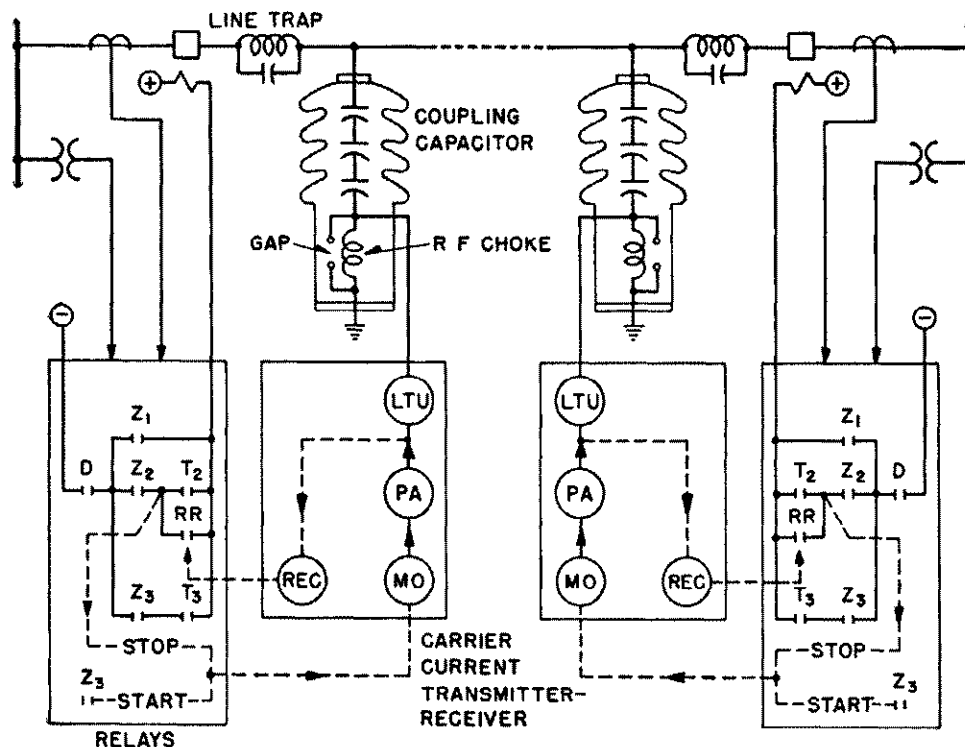 LINE TRAP
+
+
COUPLING
CAPACITOR
GAP
R F CHOKE
−
−
LTU
LTU
Z1
Z1
D
Z2
T2
T2
Z2
D
PA
PA
RR
RR
REC
MO
MO
REC
Z3
T3
T3
Z3
STOP
CARRIER
CURRENT
TRANSMITTER-
RECEIVER
STOP
Z3
START
START
Z3
RELAYS